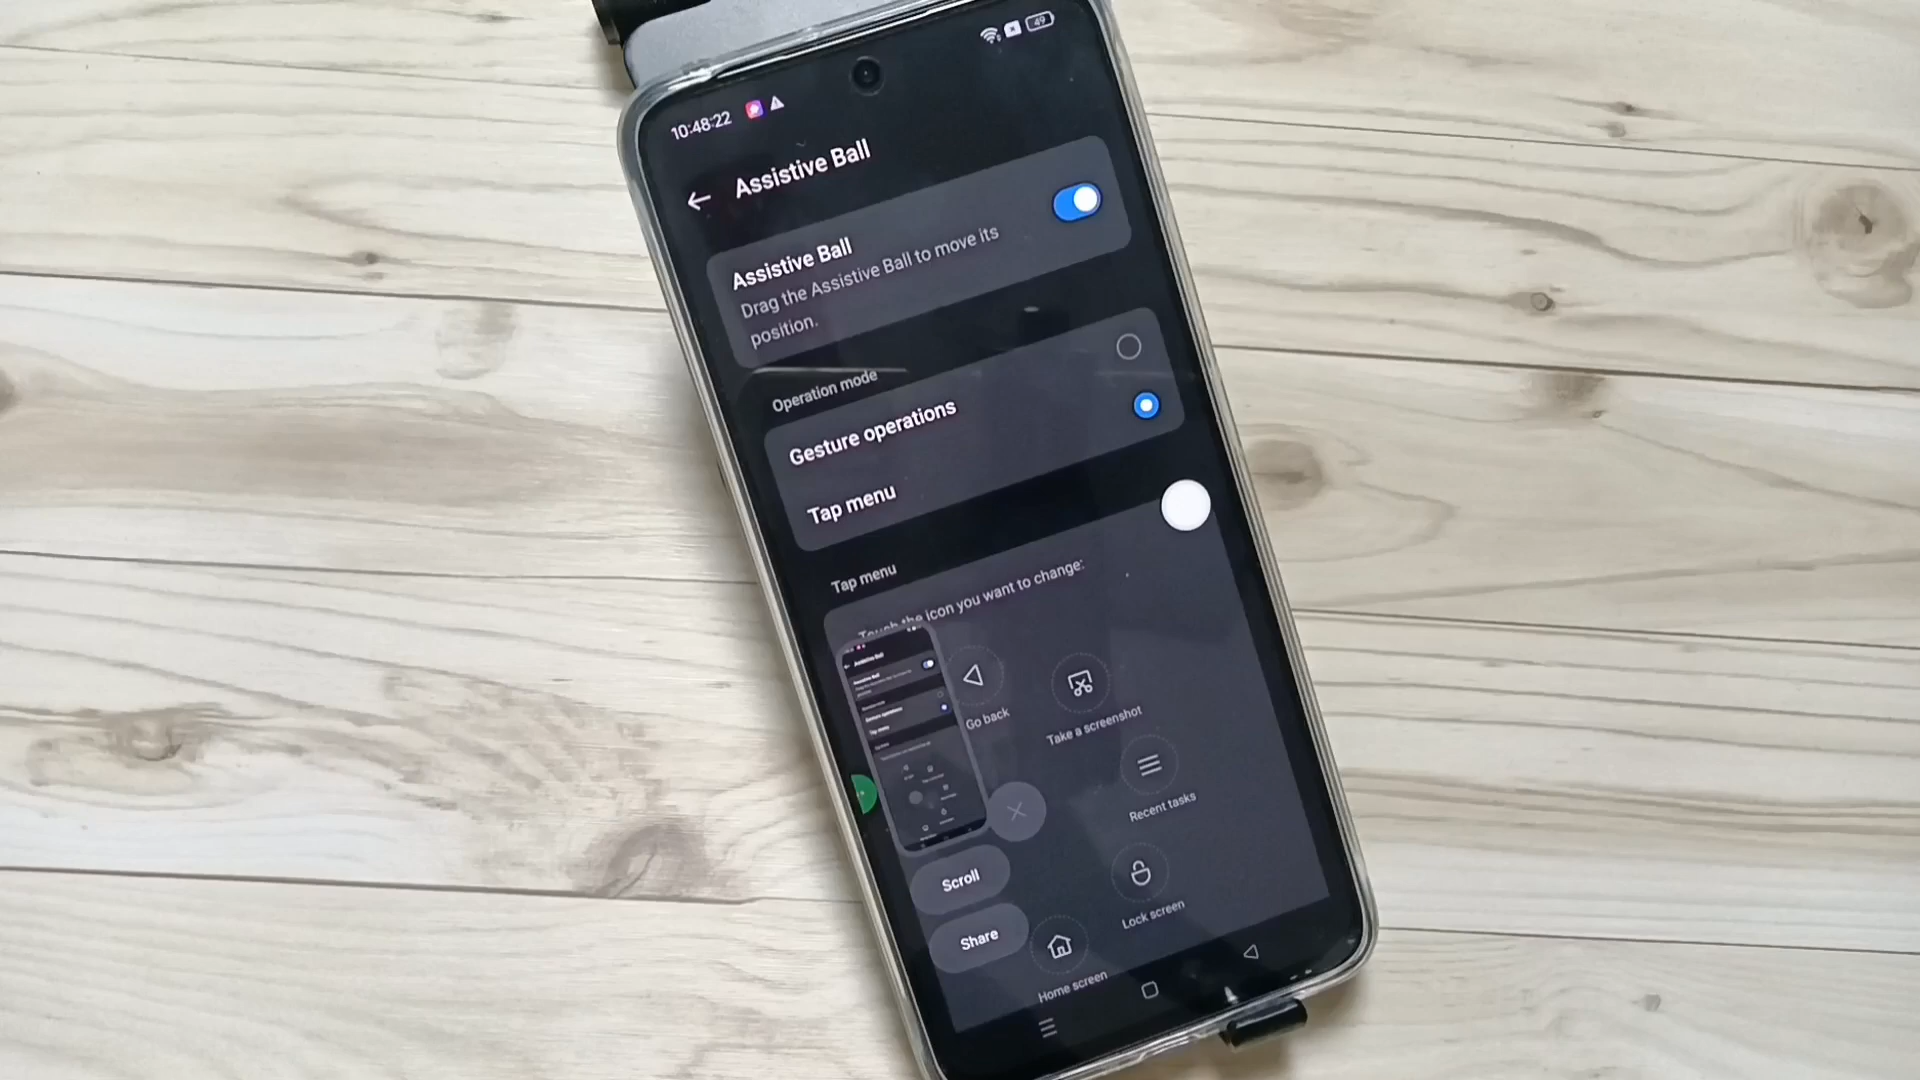 10:48:22
49
Assistive Ball
Assistive Ball
Drag the Assistive Ball to move its
position.
Operation mode
Gesture operations
Tap menu
Tap menu
Touch the icon you want to change:
Go back
Take a screenshot
Recent tasks
Scroll
Lock screen
Share
Home screen